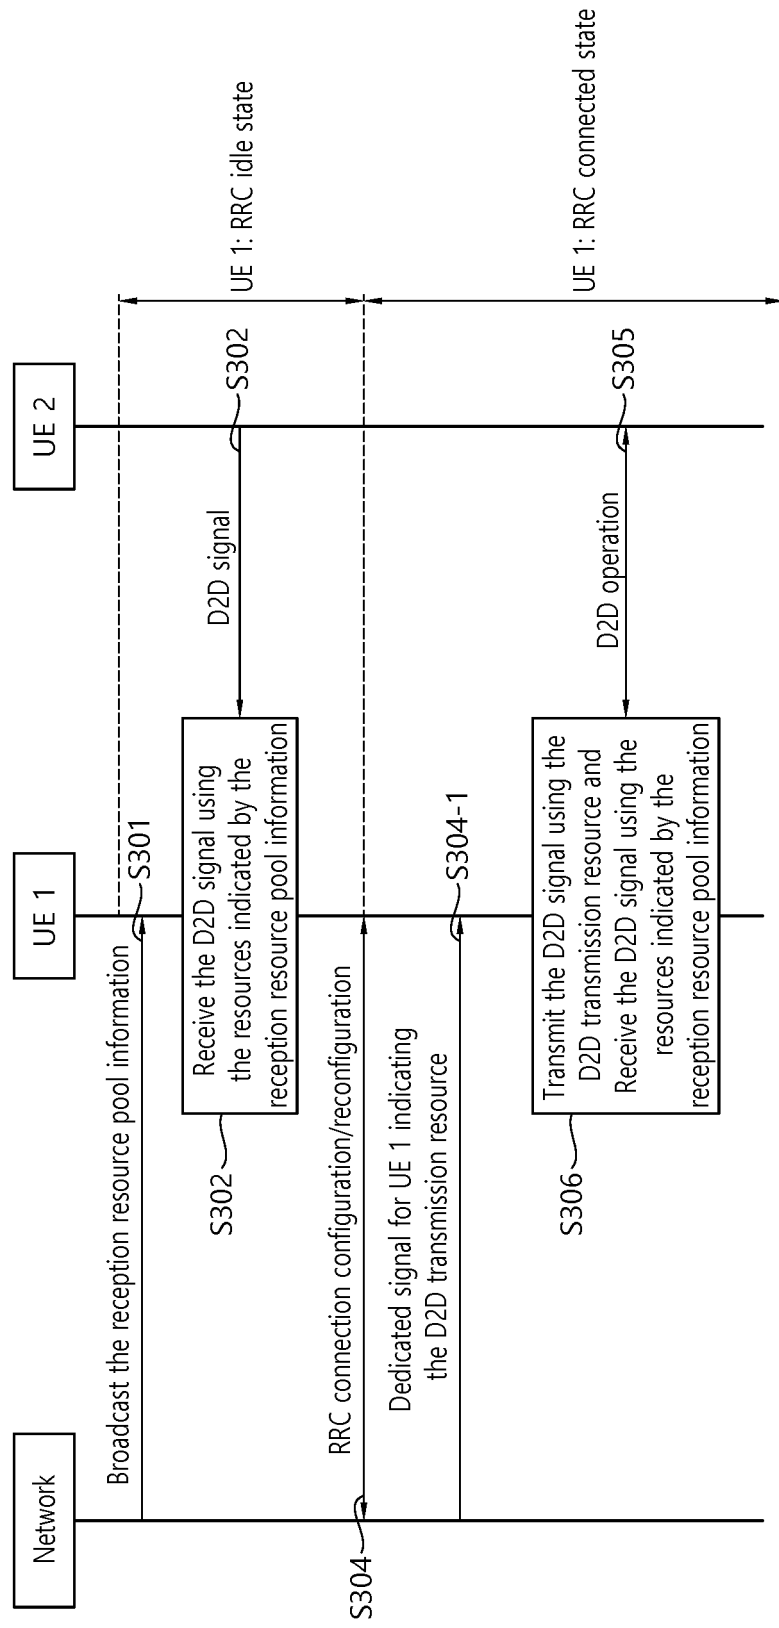 Network
UE 1
UE 2
Broadcast the reception resource pool information
S301
S302
Receive the D2D signal using
the resources indicated by the
reception resource pool information
D2D signal
S302
UE 1: RRC idle state
S304
RRC connection configuration/reconfiguration
Dedicated signal for UE 1 indicating
the D2D transmission resource
S304-1
S306
Transmit the D2D signal using the
D2D transmission resource and
Receive the D2D signal using the
resources indicated by the
reception resource pool information
D2D operation
S305
UE 1: RRC connected state